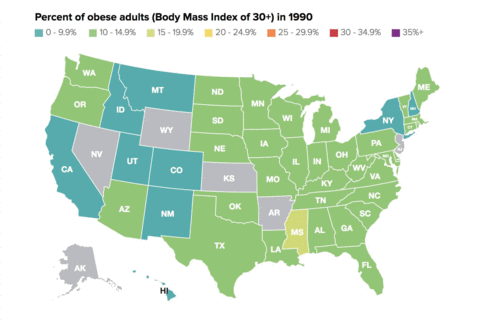 Percent of obese adults (Body Mass Index of 30+) in 1990
0 - 9.9% 10 - 14.9% 15 - 19.9% 20 - 24.9% 25 - 29.9% 30 - 34.9% 35%+
WA
MT
ND
MN
ME
OR
ID
WY
SD
WI
MI
NY
NE
IA
PA
NV
UT
CO
IL
IN
OH
CA
KS
MO
WV
VA
KY
NC
TN
AZ
NM
OK
AR
SC
MS
AL
GA
TX
LA
FL
AK
HI